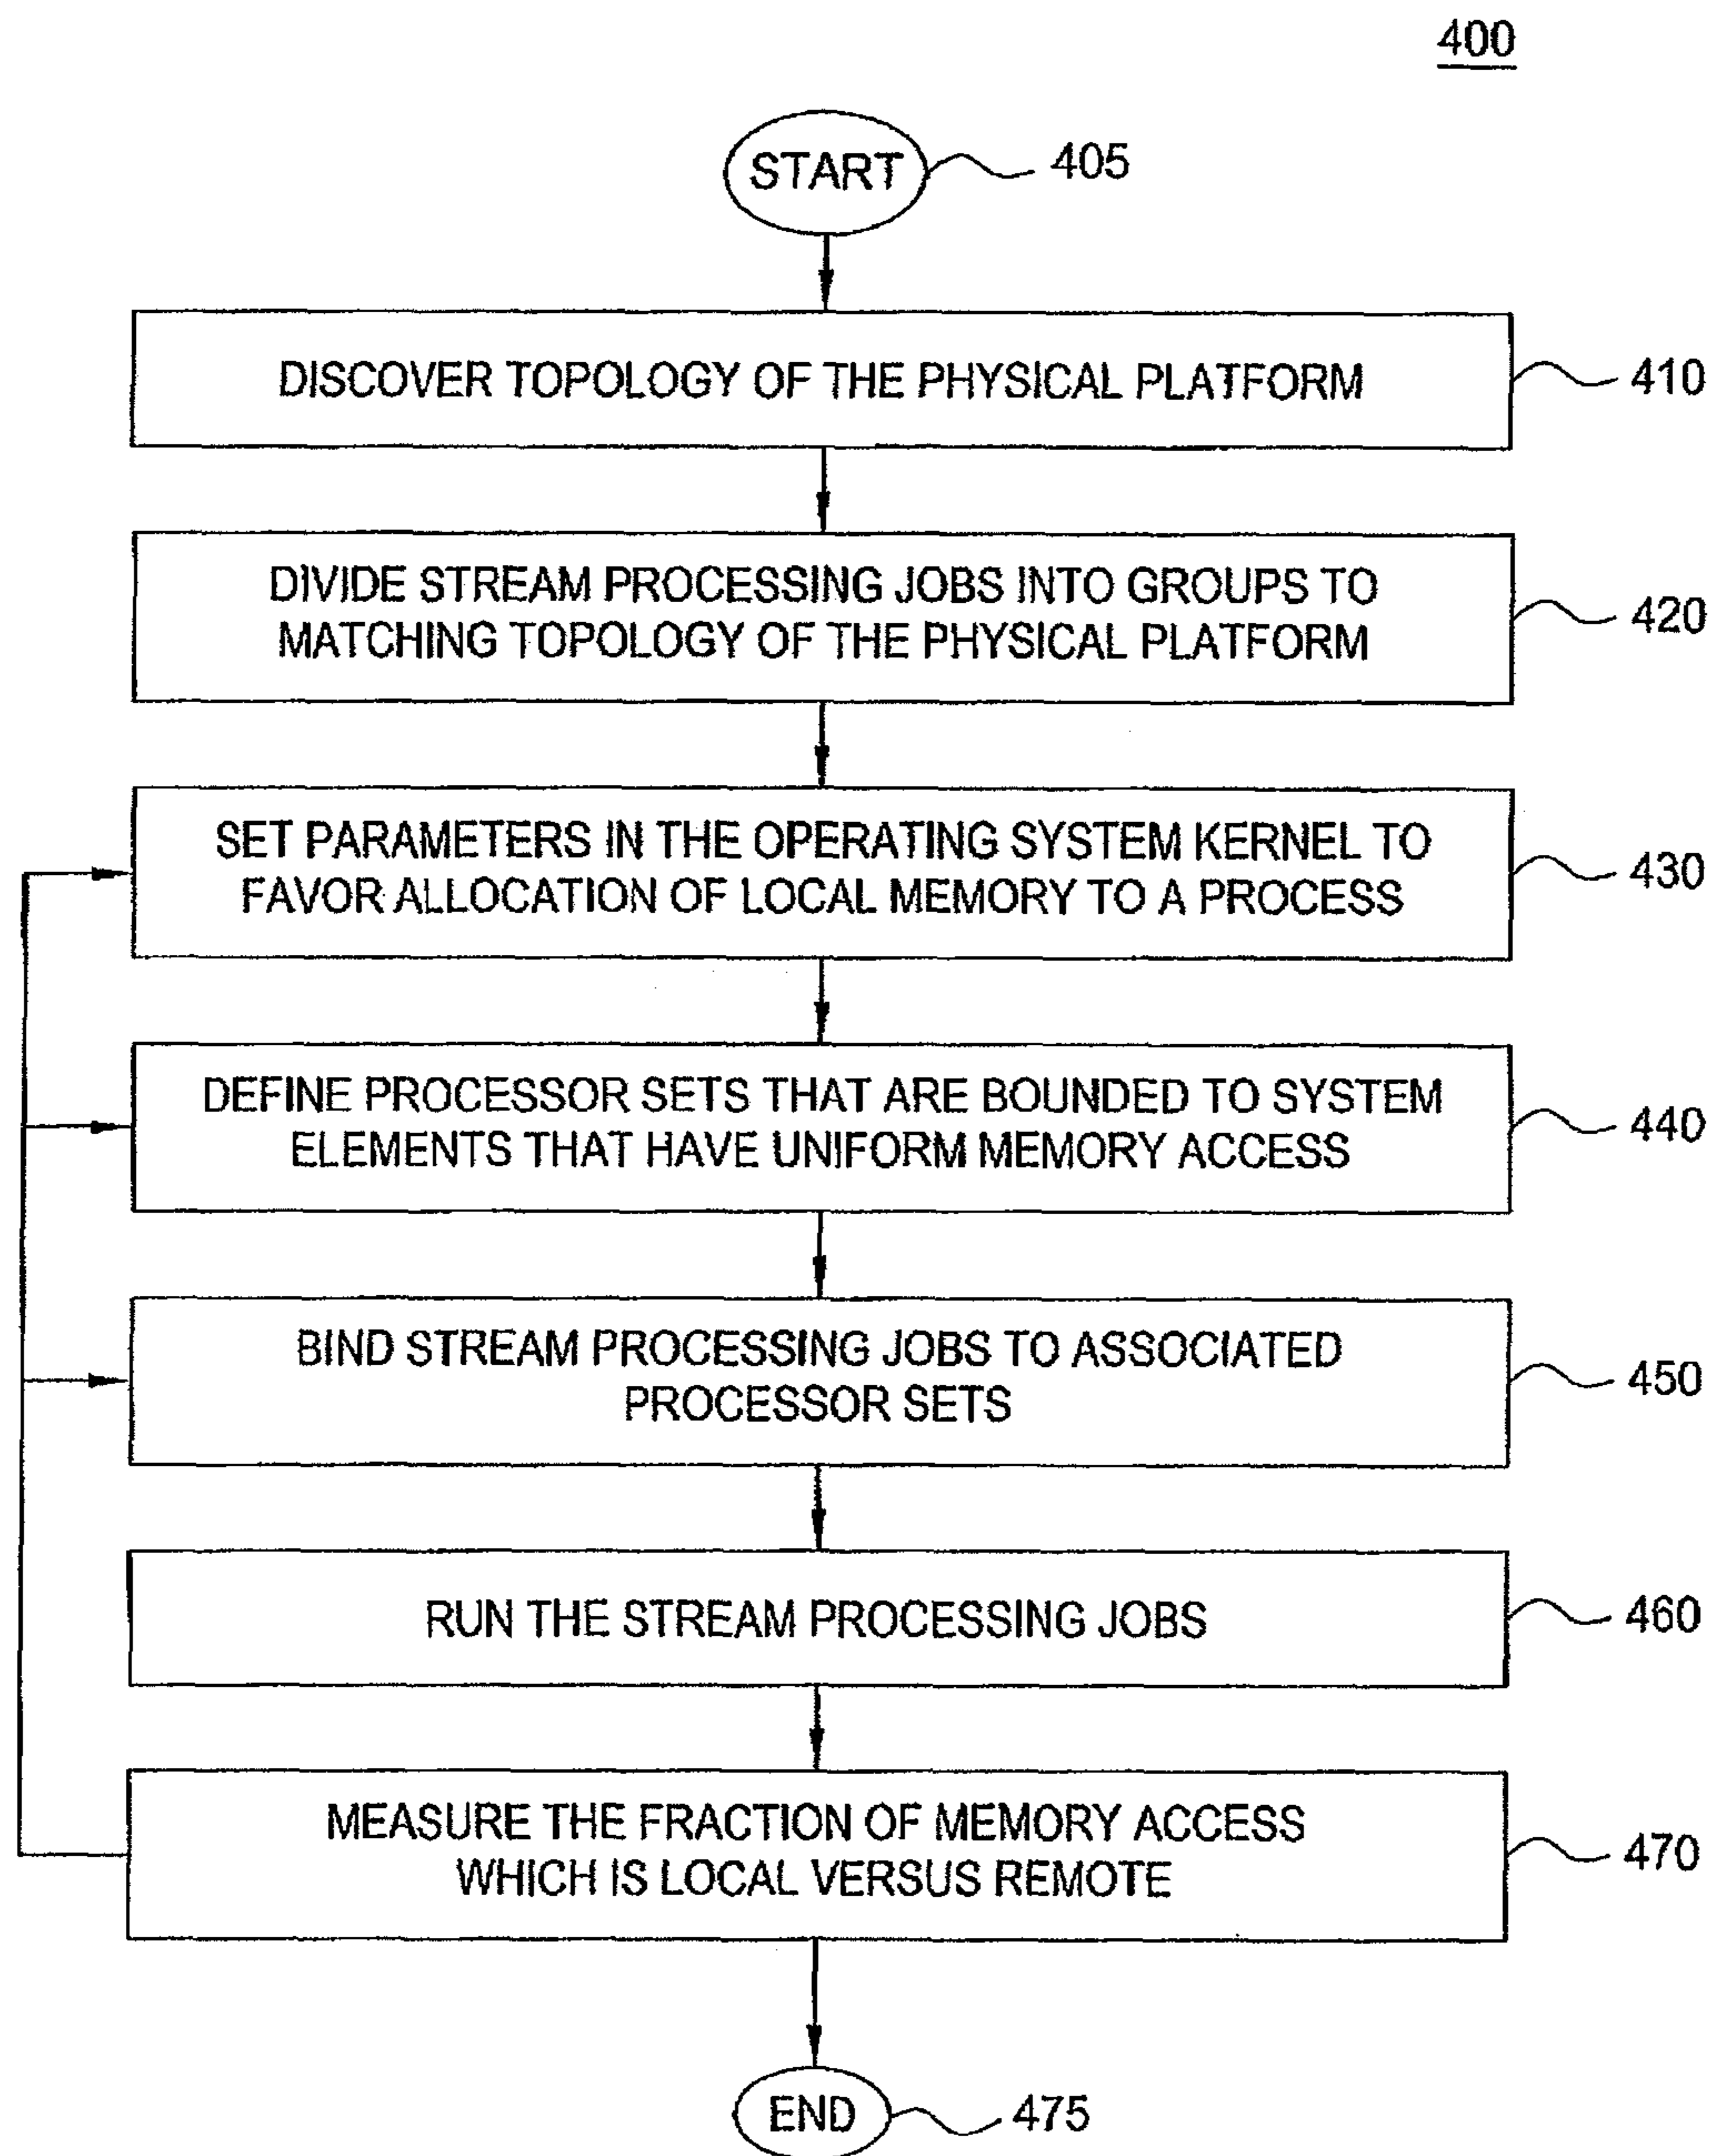 400
START
405
DISCOVER TOPOLOGY OF THE PHYSICAL PLATFORM
410
DIVIDE STREAM PROCESSING JOBS INTO GROUPS TO
MATCHING TOPOLOGY OF THE PHYSICAL PLATFORM
420
SET PARAMETERS IN THE OPERATING SYSTEM KERNEL TO
FAVOR ALLOCATION OF LOCAL MEMORY TO A PROCESS
430
DEFINE PROCESSOR SETS THAT ARE BOUNDED TO SYSTEM
ELEMENTS THAT HAVE UNIFORM MEMORY ACCESS
440
BIND STREAM PROCESSING JOBS TO ASSOCIATED
PROCESSOR SETS
450
RUN THE STREAM PROCESSING JOBS
460
MEASURE THE FRACTION OF MEMORY ACCESS
WHICH IS LOCAL VERSUS REMOTE
470
END
475